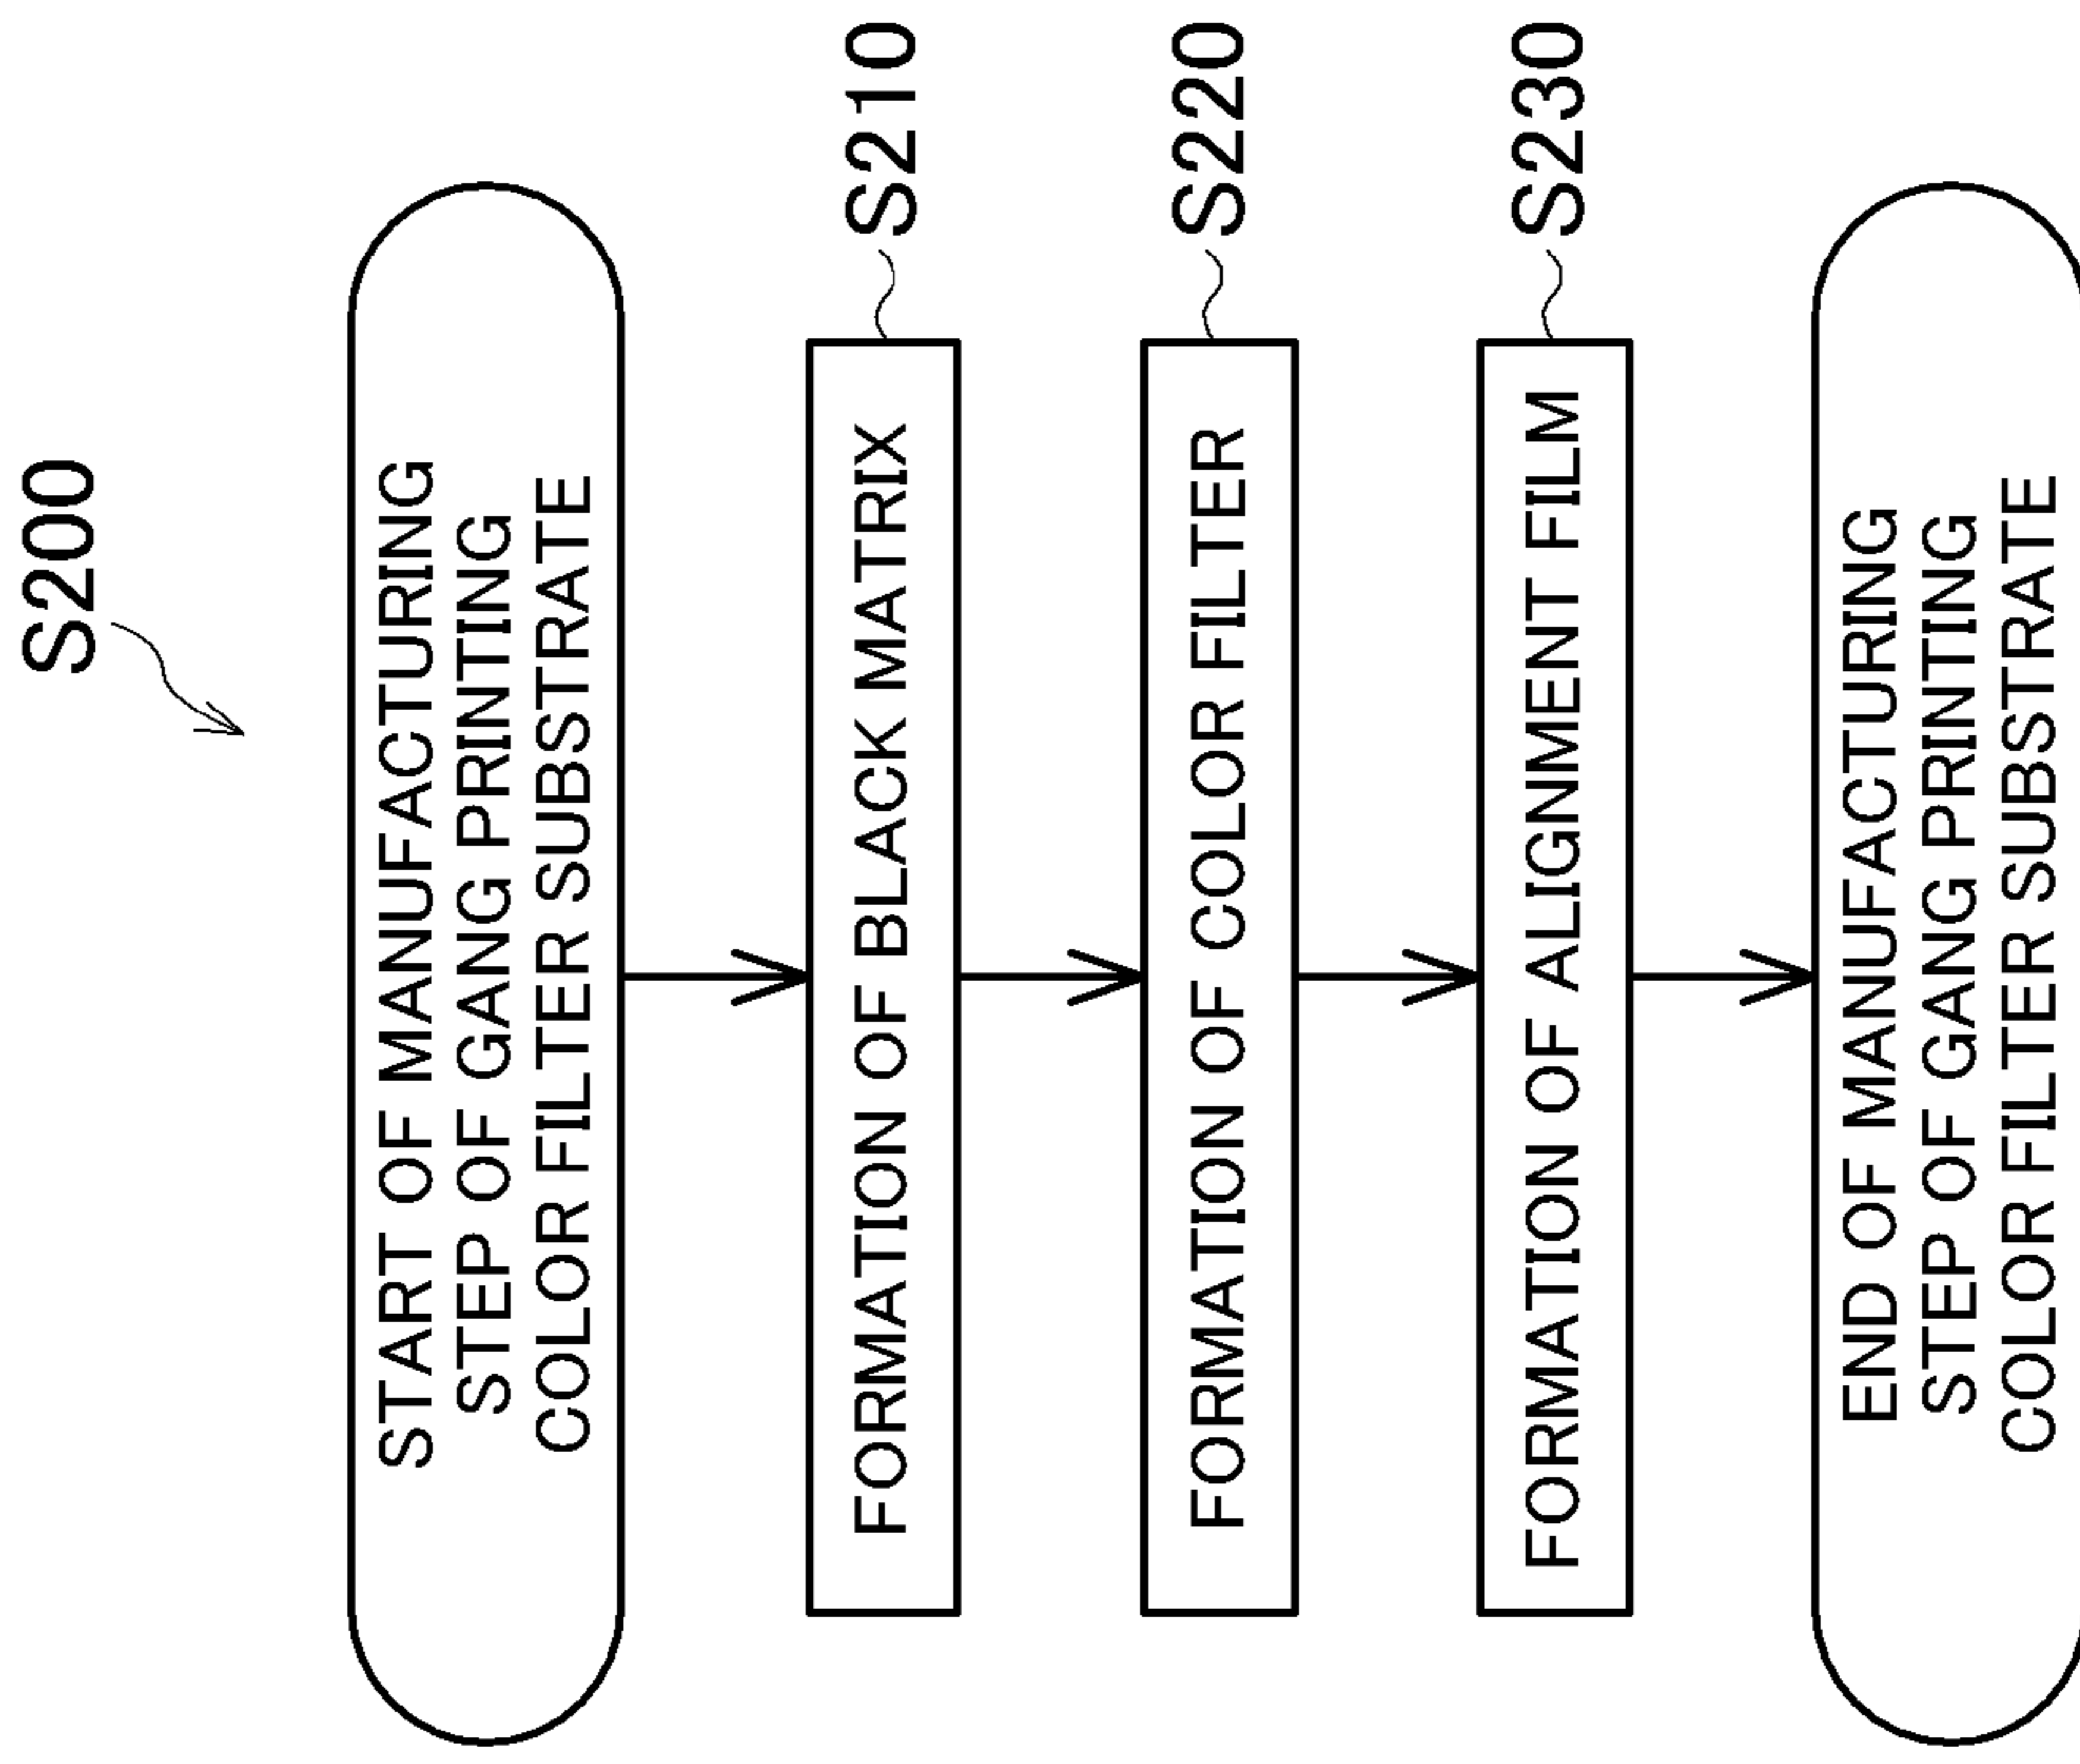 S200
START OF MANUFACTURING
STEP OF GANG PRINTING
COLOR FILTER SUBSTRATE
FORMATION OF BLACK MATRIX
S210
FORMATION OF COLOR FILTER
S220
FORMATION OF ALIGNMENT FILM
S230
END OF MANUFACTURING
STEP OF GANG PRINTING
COLOR FILTER SUBSTRATE